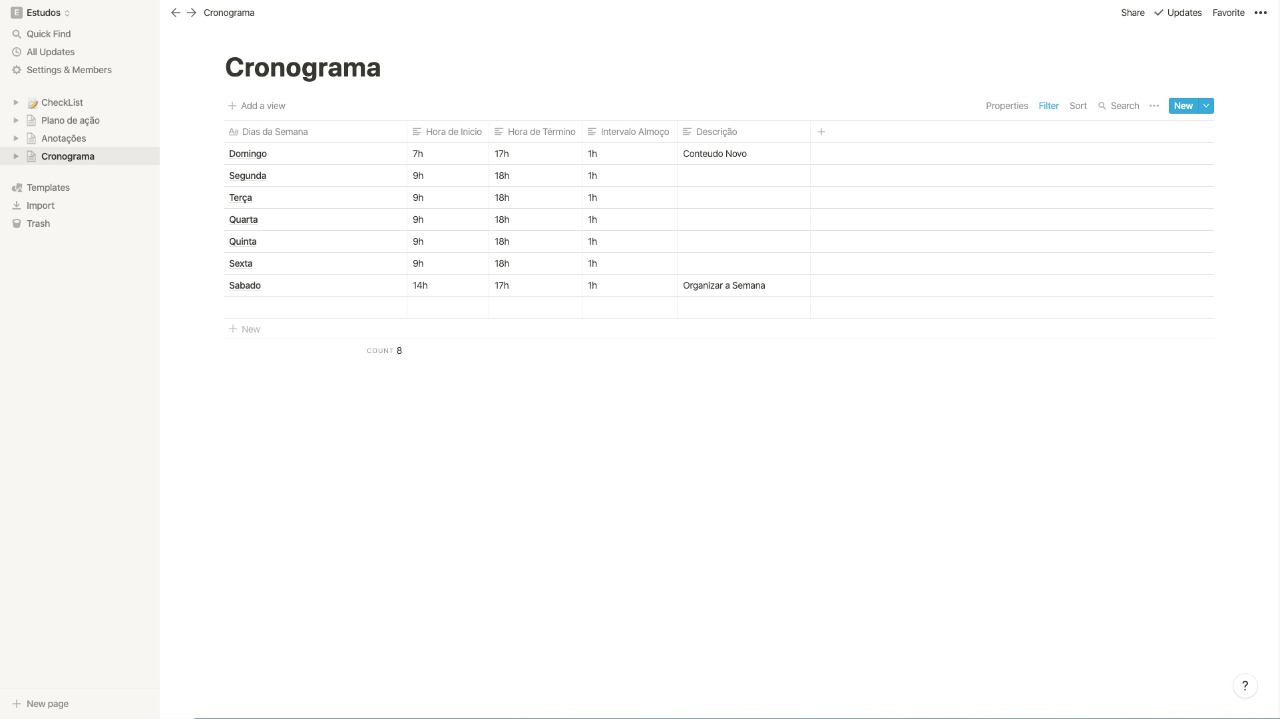 E Estudos
Quick Find
All Updates
Settings & Members
CheckList
Plano de ação
Anotações
Cronograma
Templates
Import
Trash
New page
Cronograma
Share Updates Favorite
Cronograma
Add a view
Properties Filter Sort Search New
Aa Dias da Semana Hora de Inicio Hora de Término Intervalo Almoço Descrição
Domingo 7h 17h 1h Conteudo Novo
Segunda 9h 18h 1h
Terça 9h 18h 1h
Quarta 9h 18h 1h
Quinta 9h 18h 1h
Sexta 9h 18h 1h
Sabado 14h 17h 1h Organizar a Semana
New
COUNT 8
?